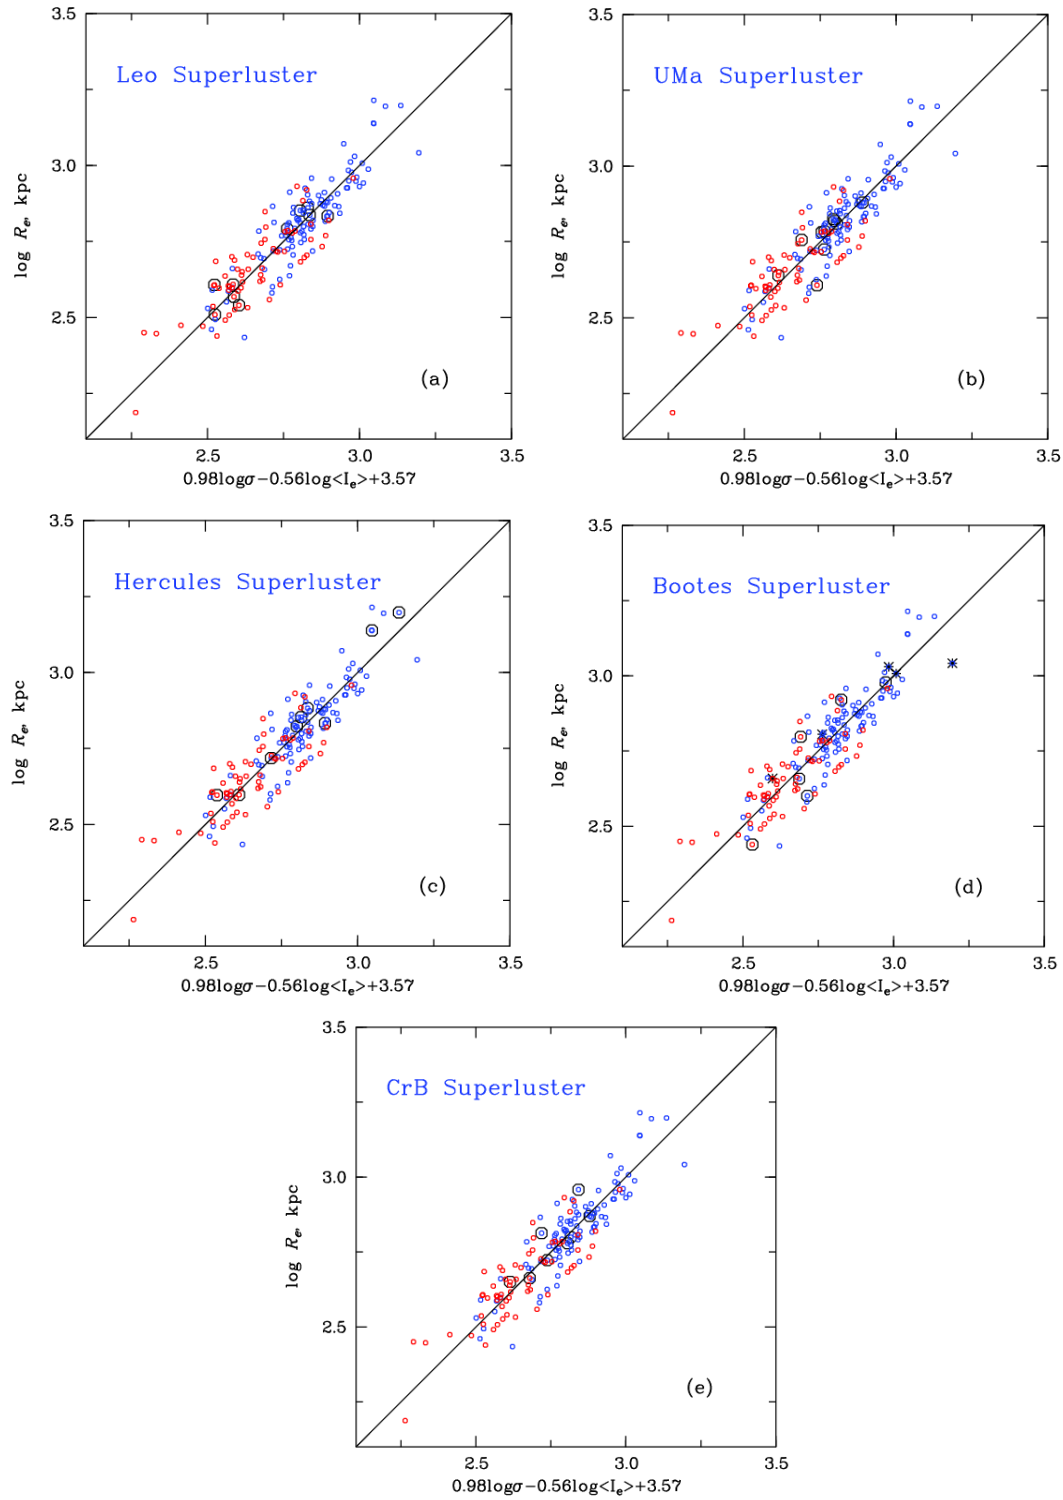 3.5
3.5
Leo Superluster
UMa Superluster
3.0
3.0
log Re, kpc
log Re, kpc
2.5
2.5
(a)
(b)
2.5 3.0 3.5
2.5 3.0 3.5
0.98logσ−0.56log<Ie>+3.57
0.98logσ−0.56log<Ie>+3.57
3.5
3.5
Hercules Superluster
Bootes Superluster
3.0
3.0
log Re, kpc
log Re, kpc
2.5
2.5
(c)
(d)
2.5 3.0 3.5
2.5 3.0 3.5
0.98logσ−0.56log<Ie>+3.57
0.98logσ−0.56log<Ie>+3.57
3.5
CrB Superluster
3.0
log Re, kpc
2.5
(e)
2.5 3.0 3.5
0.98logσ−0.56log<Ie>+3.57